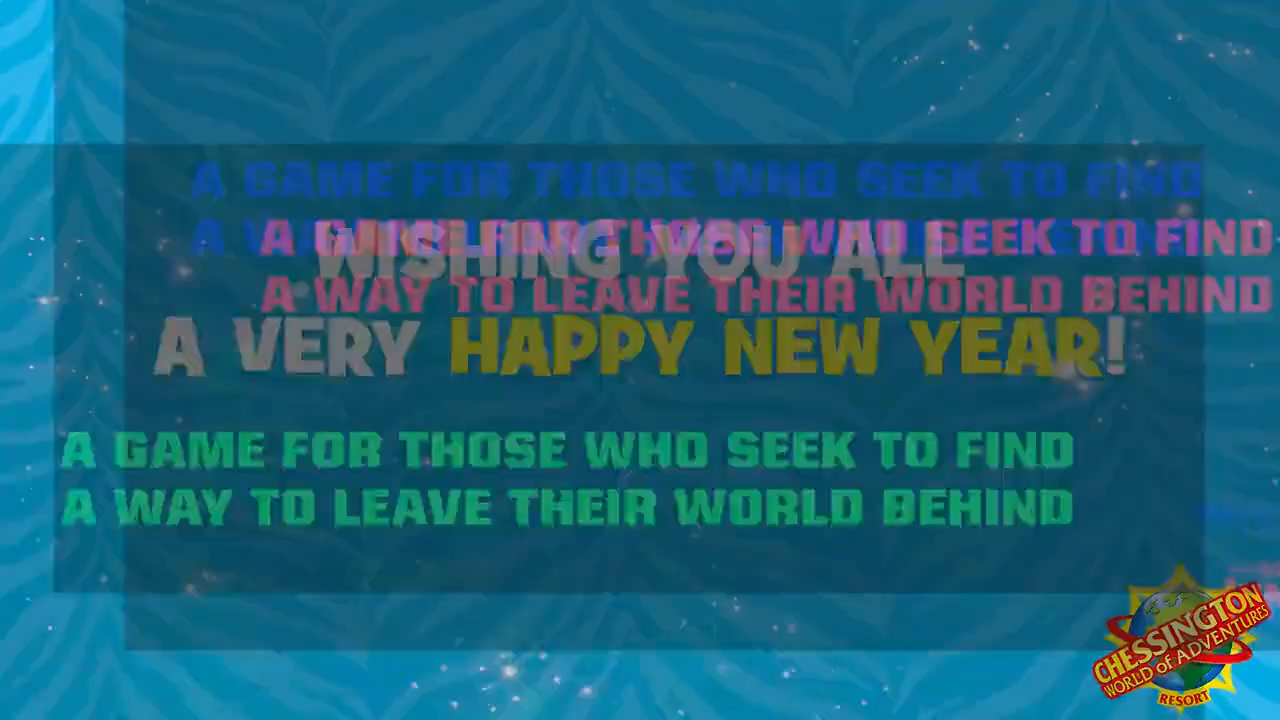 A GAME FOR THOSE WHO SEEK TO FIND
A GAME FOR THOSE WHO SEEK TO FIND
WISHING YOU ALL
A WAY TO LEAVE THEIR WORLD BEHIND
A VERY HAPPY NEW YEAR!
A GAME FOR THOSE WHO SEEK TO FIND
A WAY TO LEAVE THEIR WORLD BEHIND
CHESSINGTON
WORLD of ADVENTURES
RESORT